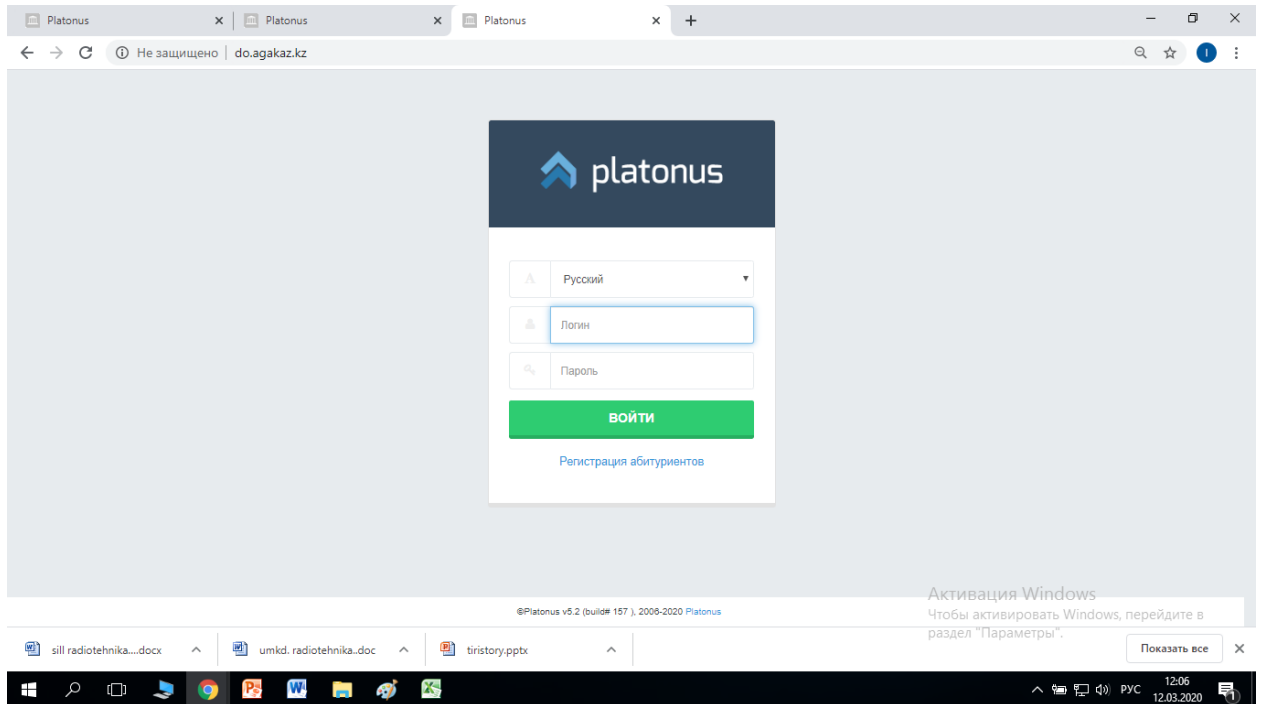 Platonus
Platonus
Platonus
Не защищено
do.agakaz.kz
I
platonus
A
Русский
Логин
Пароль
ВОЙТИ
Регистрация абитуриентов
Активация Windows
Чтобы активировать Windows, перейдите в
раздел "Параметры".
©Platonus v5.2 (build# 157 ), 2006-2020 Platonus
sill radiotehnika....docx
umkd. radiotehnika..doc
tiristory.pptx
Показать все
РУС
12:06
12.03.2020
1